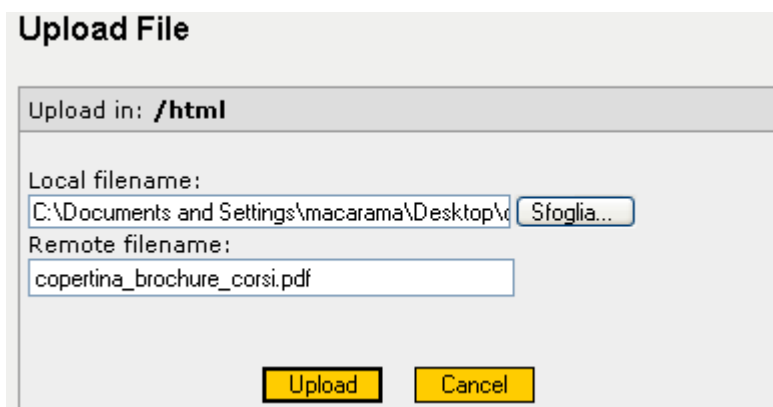 Upload File
Upload in: /html
Local filename:
C:\Documents and Settings\macarama\Desktop\ Sfoglia...
Remote filename:
copertina_brochure_corsi.pdf
Upload Cancel